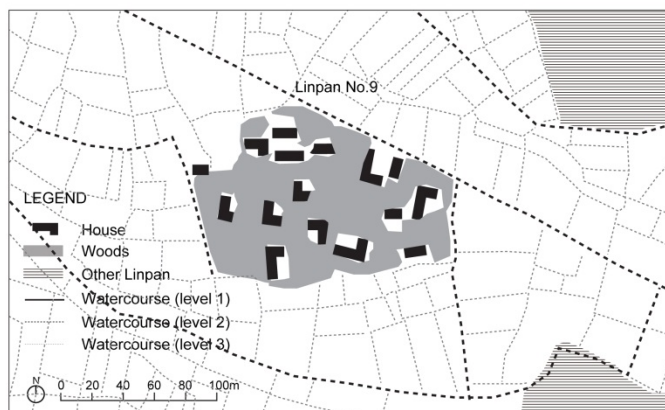 Linpan No.9
LEGEND
House
Woods
Other Linpan
Watercourse (level 1)
Watercourse (level 2)
Watercourse (level 3)
N
0 20 40 60 80 100m